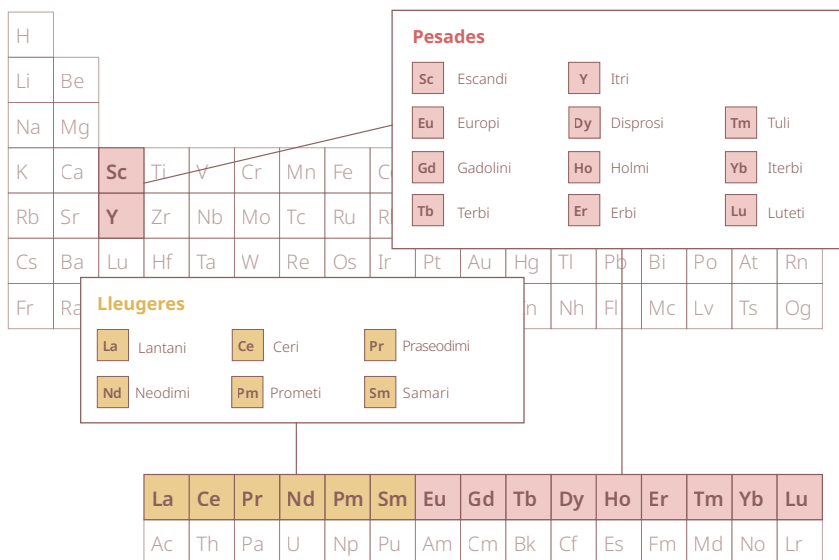 H
Pesades
Sc Escandi Y Itri
Li Be
Eu Europi Dy Disprosi Tm Tuli
Na Mg
Gd Gadolini Ho Holmi Yb Iterbi
K Ca Sc Ti V Cr Mn Fe
Tb Terbi Er Erbi Lu Luteti
Rb Sr Y Zr Nb Mo Tc Ru
Cs Ba Lu Hf Ta W Re Os Ir Pt Au Hg Tl Pb Bi Po At Rn
Fr Ra Nh Fl Mc Lv Ts Og
Lleugeres
La Lantani Ce Ceri Pr Praseodimi
Nd Neodimi Pm Prometi Sm Samari
La Ce Pr Nd Pm Sm Eu Gd Tb Dy Ho Er Tm Yb Lu
Ac Th Pa U Np Pu Am Cm Bk Cf Es Fm Md No Lr